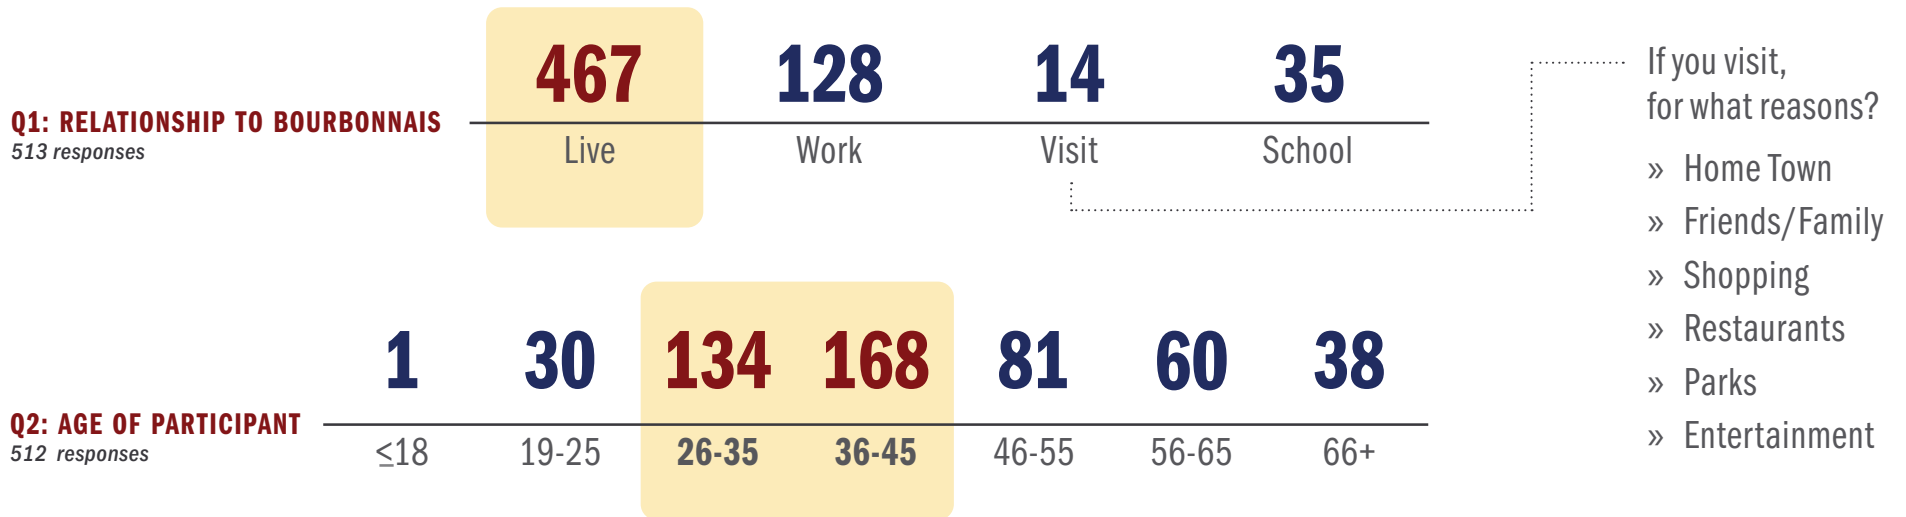 Q1: RELATIONSHIP TO BOURBONNAIS
513 responses
467 128 14 35
Live Work Visit School
If you visit,
for what reasons?
» Home Town
» Friends/Family
» Shopping
» Restaurants
» Parks
» Entertainment
Q2: AGE OF PARTICIPANT
512 responses
1 30 134 168 81 60 38
≤18 19-25 26-35 36-45 46-55 56-65 66+